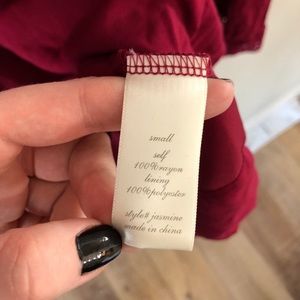 small
self
100%rayon
lining
100%polyester
style# jasmine
made in china